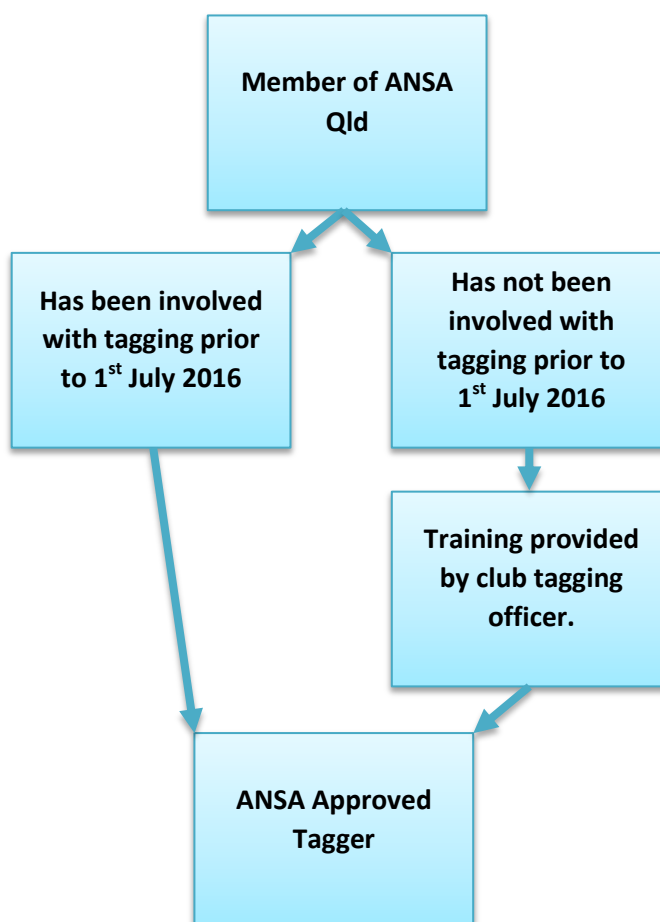 Member of ANSA
Qld
Has been involved
with tagging prior
to 1st July 2016
Has not been
involved with
tagging prior to
1st July 2016
Training provided
by club tagging
officer.
ANSA Approved
Tagger